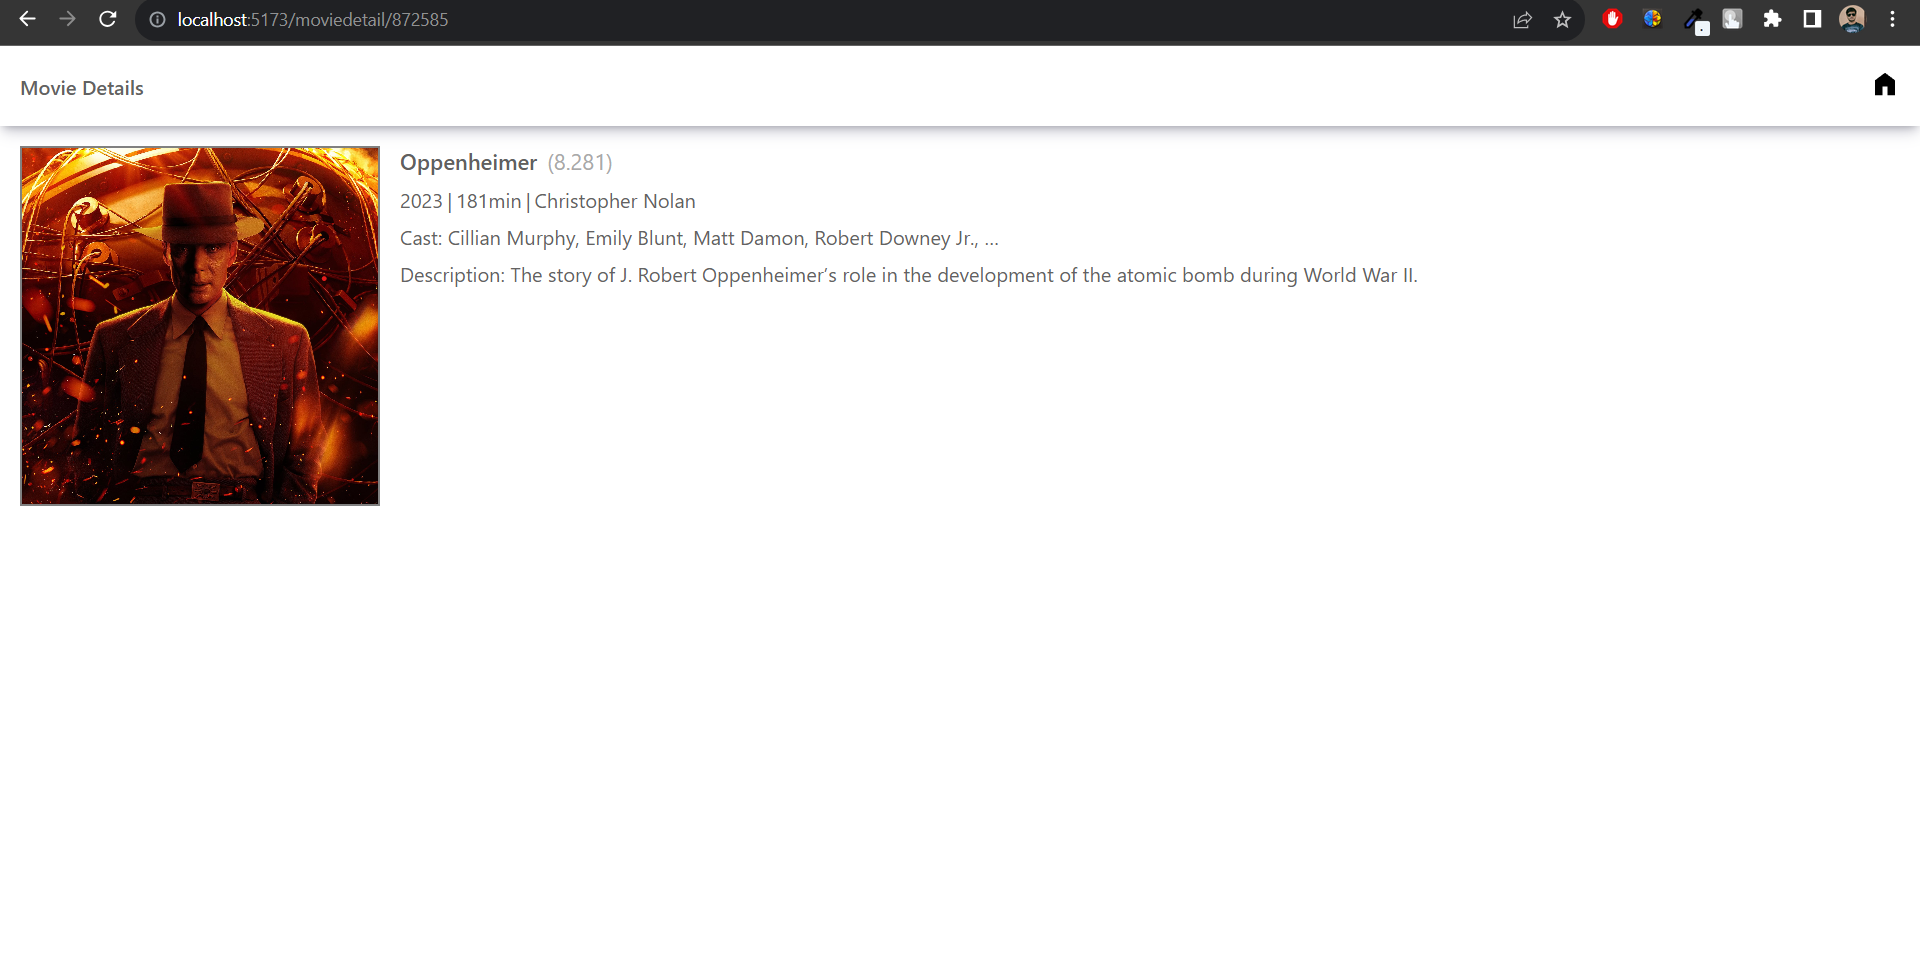 localhost:5173/moviedetail/872585
Movie Details
Oppenheimer (8.281)
2023 | 181min | Christopher Nolan
Cast: Cillian Murphy, Emily Blunt, Matt Damon, Robert Downey Jr., ...
Description: The story of J. Robert Oppenheimer’s role in the development of the atomic bomb during World War II.